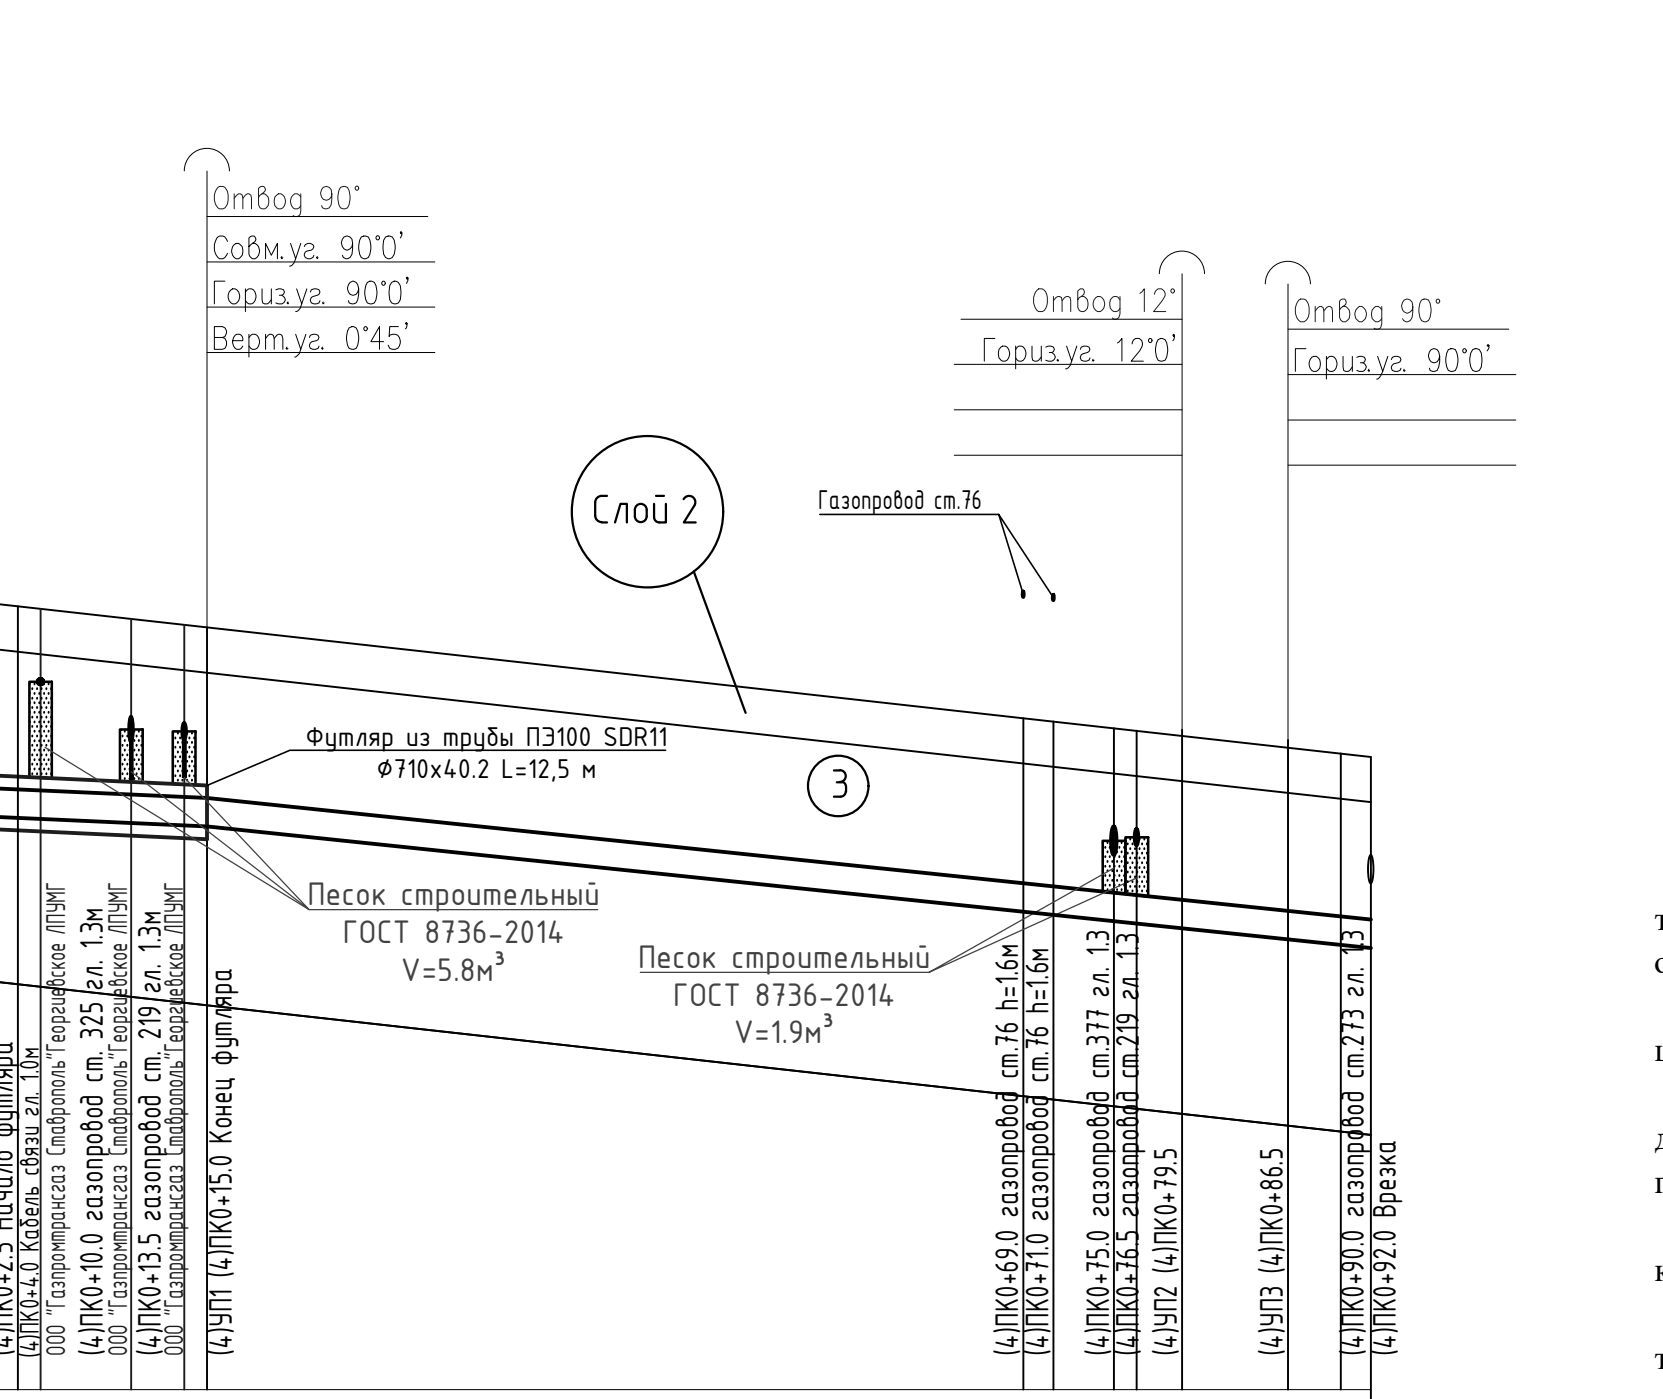 Отвод 90°
Совм.уг. 90°0'
Гориз.уг. 90°0'
Верт.уг. 0°45'
Отвод 12°
Гориз.уг. 12°0'
Отвод 90°
Гориз.уг. 90°0'
Слой 2
Газопровод ст.76
Футляр из трубы ПЭ100 SDR11
Ф710х40.2 L=12,5 м
3
Песок строительный
ГОСТ 8736-2014
V=5.8м³
Песок строительный
ГОСТ 8736-2014
V=1.9м³
(4)ПК0+2.5 Начало футляра
(4)ПК0+4.0 Кабель связи гл. 1.0м
ООО "Газпромтрансгаз Ставрополь"Георгиевское ЛПУМГ
(4)ПК0+10.0 газопровод ст. 325 гл. 1.3м
ООО "Газпромтрансгаз Ставрополь"Георгиевское ЛПУМГ
(4)ПК0+13.5 газопровод ст. 219 гл. 1.3м
ООО "Газпромтрансгаз Ставрополь"Георгиевское ЛПУМГ
(4)УП1 (4)ПК0+15.0 Конец футляра
(4)ПК0+69.0 газопровод ст.76 h=1.6м
(4)ПК0+71.0 газопровод ст.76 h=1.6м
(4)ПК0+75.0 газопровод ст.377 гл. 1.3
(4)ПК0+76.5 газопровод ст.219 гл. 1.3
(4)УП2 (4)ПК0+79.5
(4)УП3 (4)ПК0+86.5
(4)ПК0+90.0 газопровод ст.273 гл. 1.3
(4)ПК0+92.0 Врезка